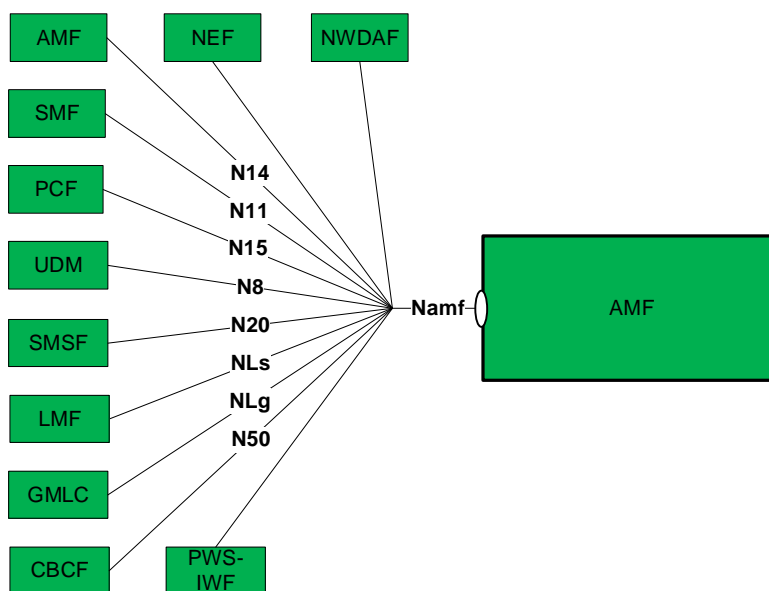 AMF
NEF
NWDAF
SMF
N14
PCF
N11
N15
UDM
N8
Namf
AMF
SMSF
N20
NLs
LMF
NLg
N50
GMLC
CBCF
PWS-
IWF